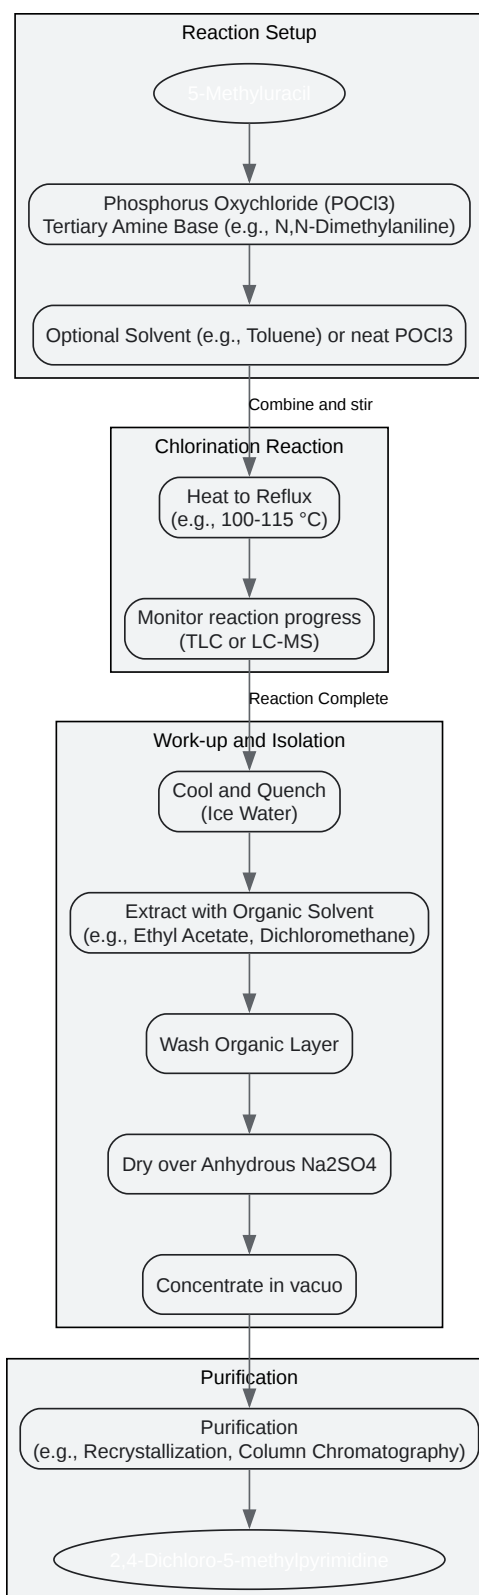 Reaction Setup
5-Methyluracil
Phosphorus Oxychloride (POCl3)
Tertiary Amine Base (e.g., N,N-Dimethylaniline)
Optional Solvent (e.g., Toluene) or neat POCl3
Combine and stir
Chlorination Reaction
Heat to Reflux
(e.g., 100-115 °C)
Monitor reaction progress
(TLC or LC-MS)
Reaction Complete
Work-up and Isolation
Cool and Quench
(Ice Water)
Extract with Organic Solvent
(e.g., Ethyl Acetate, Dichloromethane)
Wash Organic Layer
Dry over Anhydrous Na2SO4
Concentrate in vacuo
Purification
Purification
(e.g., Recrystallization, Column Chromatography)
2,4-Dichloro-5-methylpyrimidine